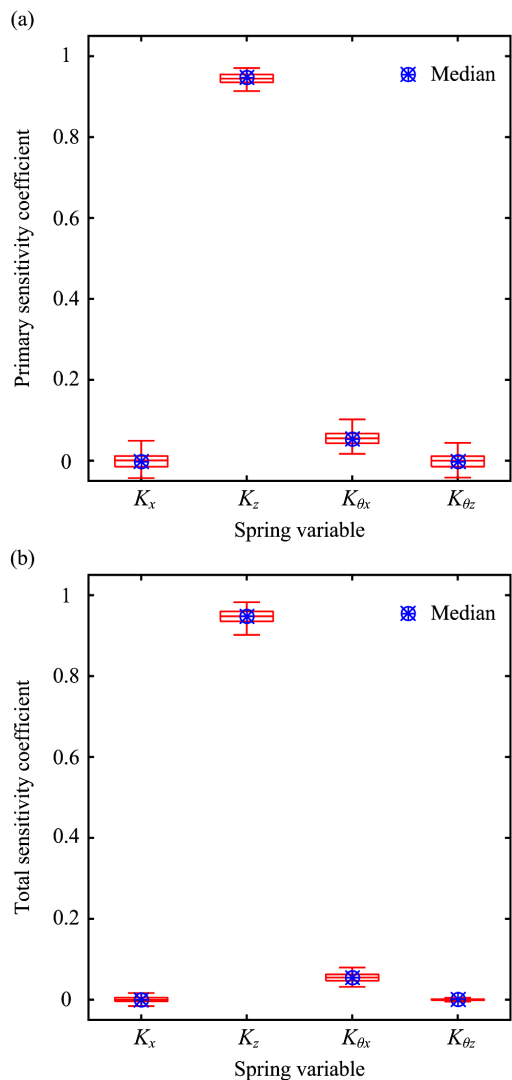 (a)
1
0.8
0.6
0.4
0.2
0
Primary sensitivity coefficient
Median
Kx Kz Kθx Kθz
Spring variable
(b)
1
0.8
0.6
0.4
0.2
0
Total sensitivity coefficient
Median
Kx Kz Kθx Kθz
Spring variable